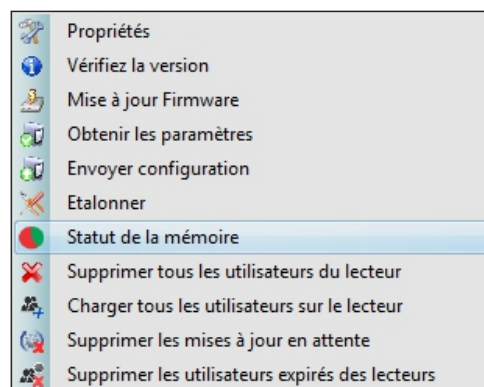 Propriétés
Vérifiez la version
Mise à jour Firmware
Obtenir les paramètres
Envoyer configuration
Etalonner
Statut de la mémoire
Supprimer tous les utilisateurs du lecteur
Charger tous les utilisateurs sur le lecteur
Supprimer les mises à jour en attente
Supprimer les utilisateurs expirés des lecteurs